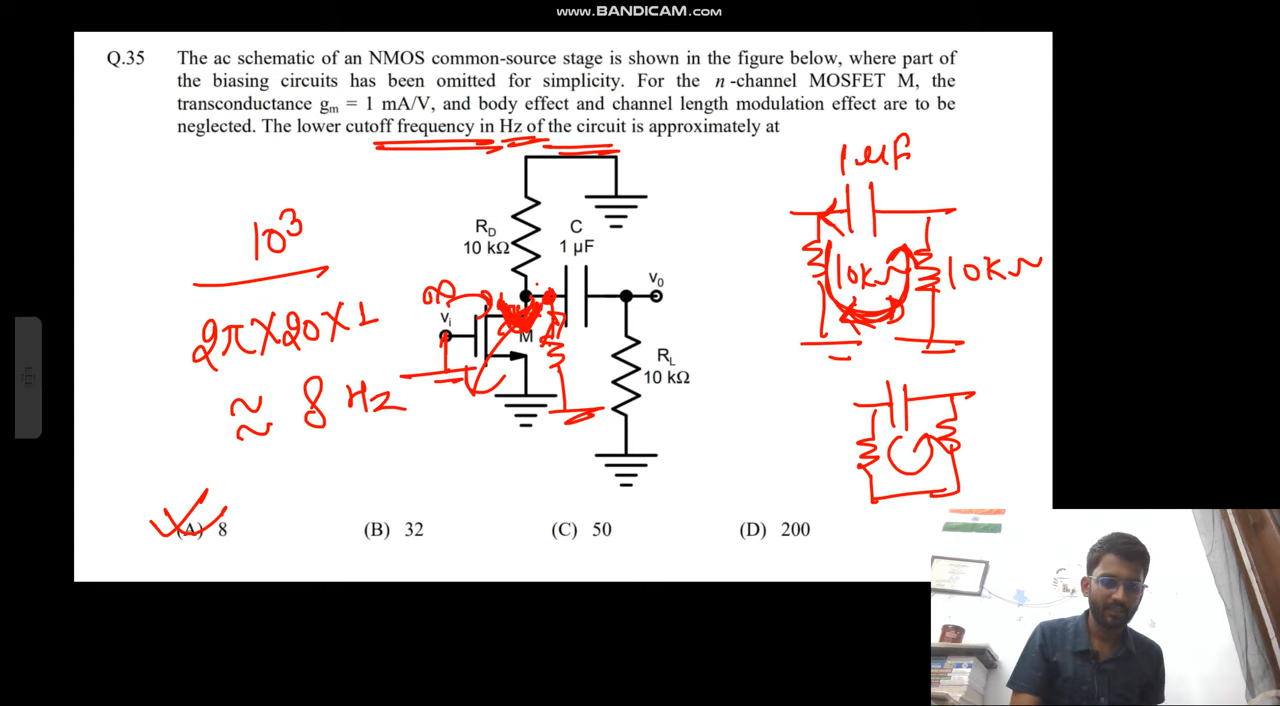 www.BANDICAM.com
Q.35 The ac schematic of an NMOS common-source stage is shown in the figure below, where part of
the biasing circuits has been omitted for simplicity. For the n -channel MOSFET M, the
transconductance gm = 1 mA/V, and body effect and channel length modulation effect are to be
neglected. The lower cutoff frequency in Hz of the circuit is approximately at
1 μF
10³
RD
10 kΩ
C
1 μF
10K
10K
v0
∞
vi
M
2π×20×1
RL
10 kΩ
≈ 8 Hz
(A) 8 (B) 32 (C) 50 (D) 200